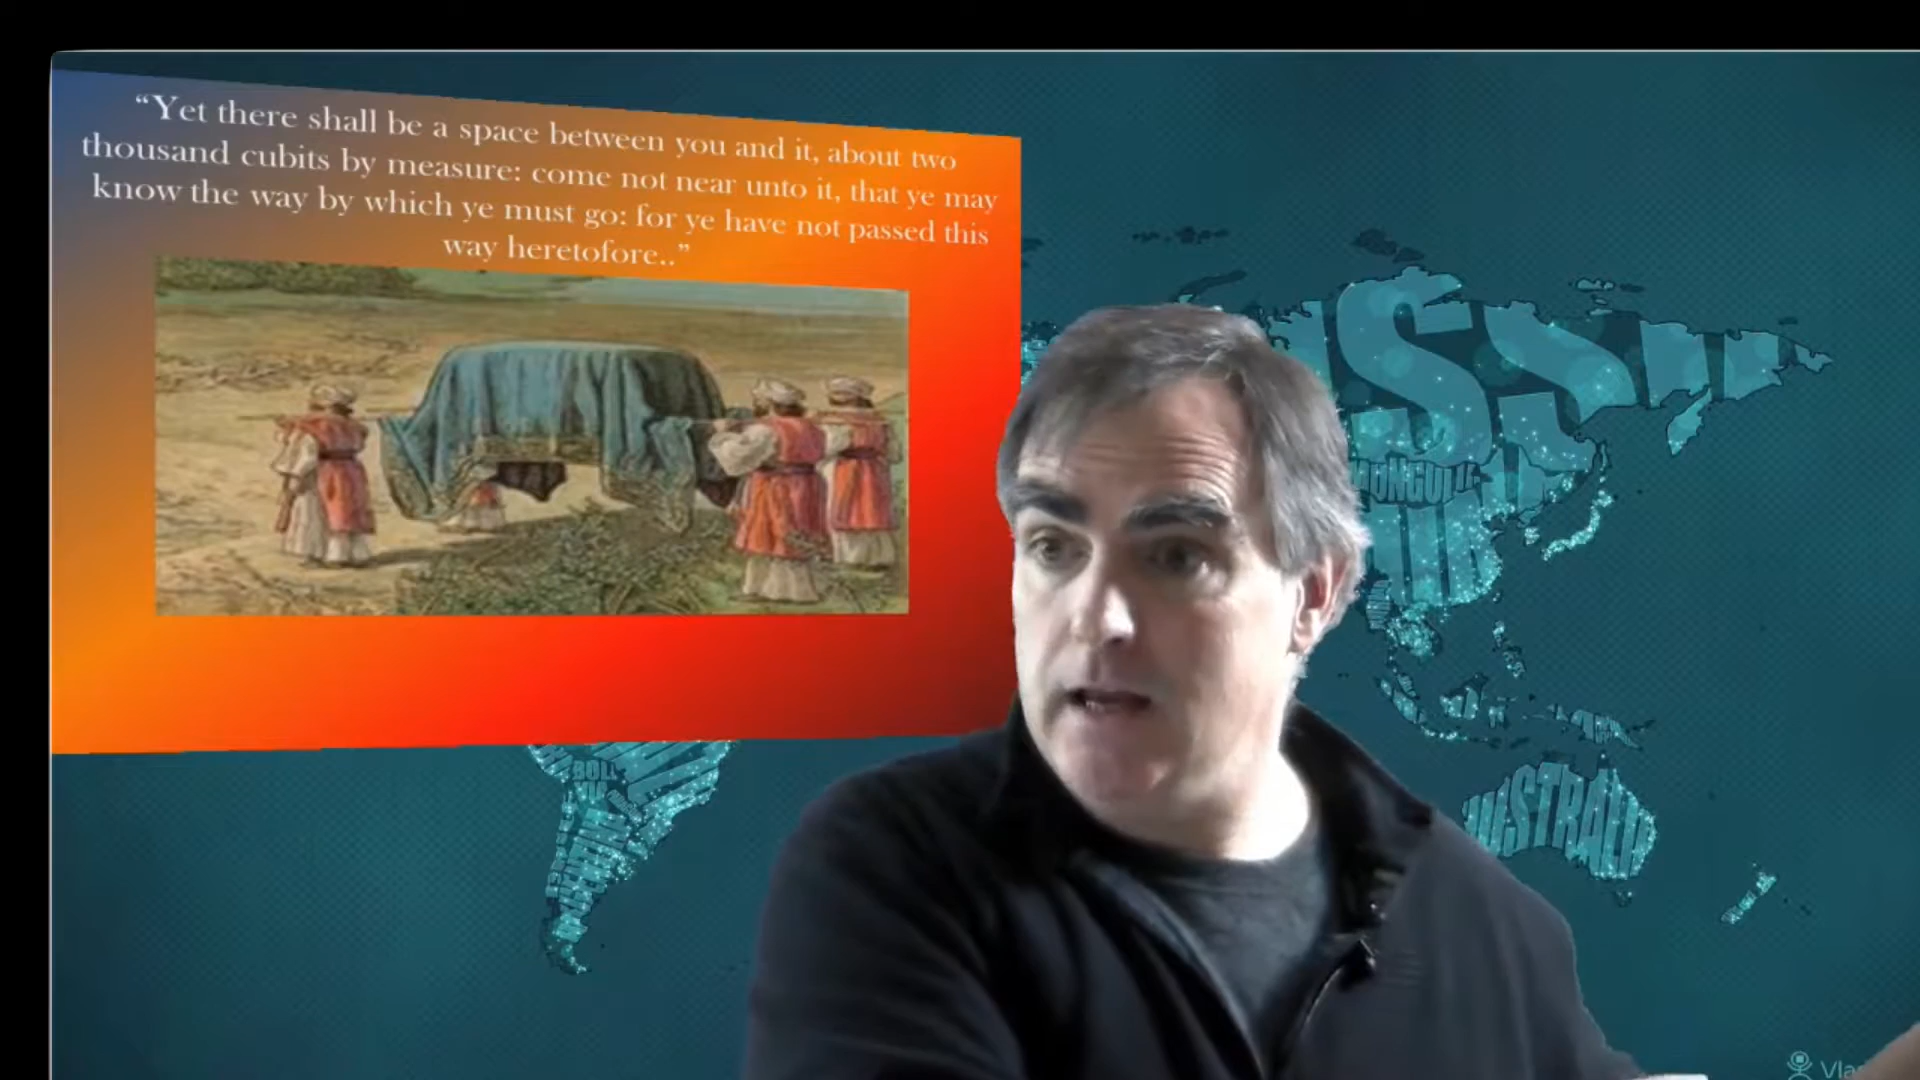 “Yet there shall be a space between you and it, about two
thousand cubits by measure: come not near unto it, that ye may
know the way by which ye must go: for ye have not passed this
way heretofore..”
MONGOLIA
BOLI
AUSTRALIA
Vla